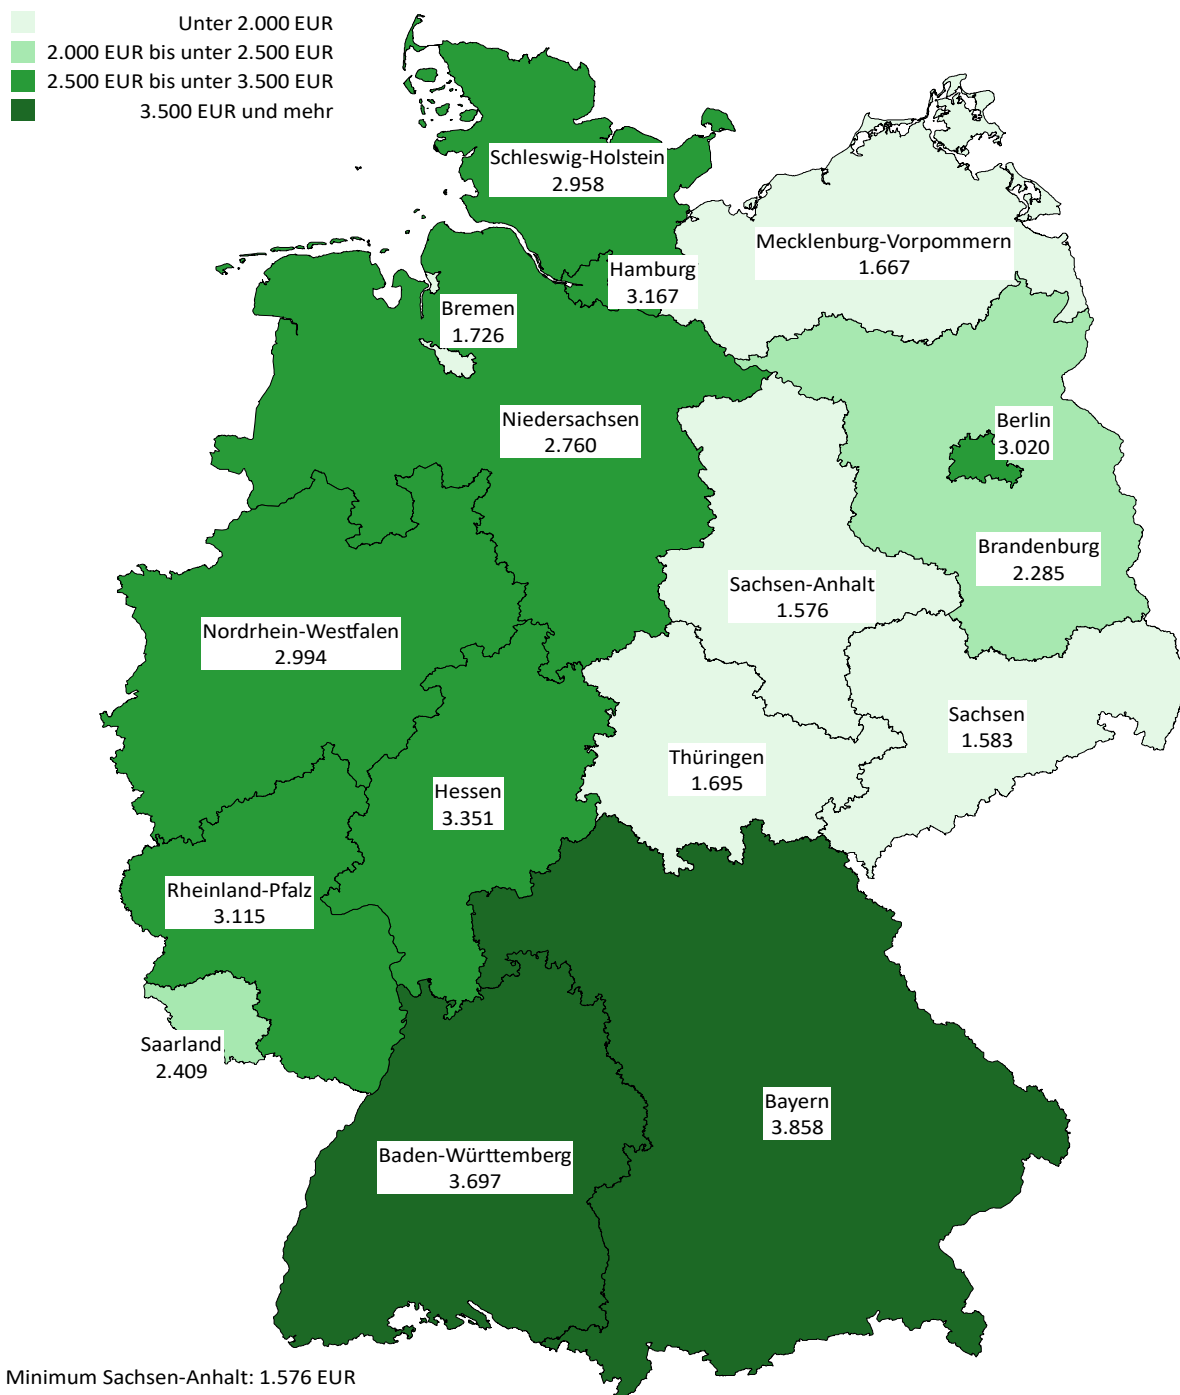 Unter 2.000 EUR
2.000 EUR bis unter 2.500 EUR
2.500 EUR bis unter 3.500 EUR
3.500 EUR und mehr
Schleswig-Holstein
2.958
Mecklenburg-Vorpommern
1.667
Hamburg
3.167
Bremen
1.726
Niedersachsen
2.760
Berlin
3.020
Brandenburg
2.285
Sachsen-Anhalt
1.576
Nordrhein-Westfalen
2.994
Sachsen
1.583
Thüringen
1.695
Hessen
3.351
Rheinland-Pfalz
3.115
Saarland
2.409
Bayern
3.858
Baden-Württemberg
3.697
Minimum Sachsen-Anhalt: 1.576 EUR